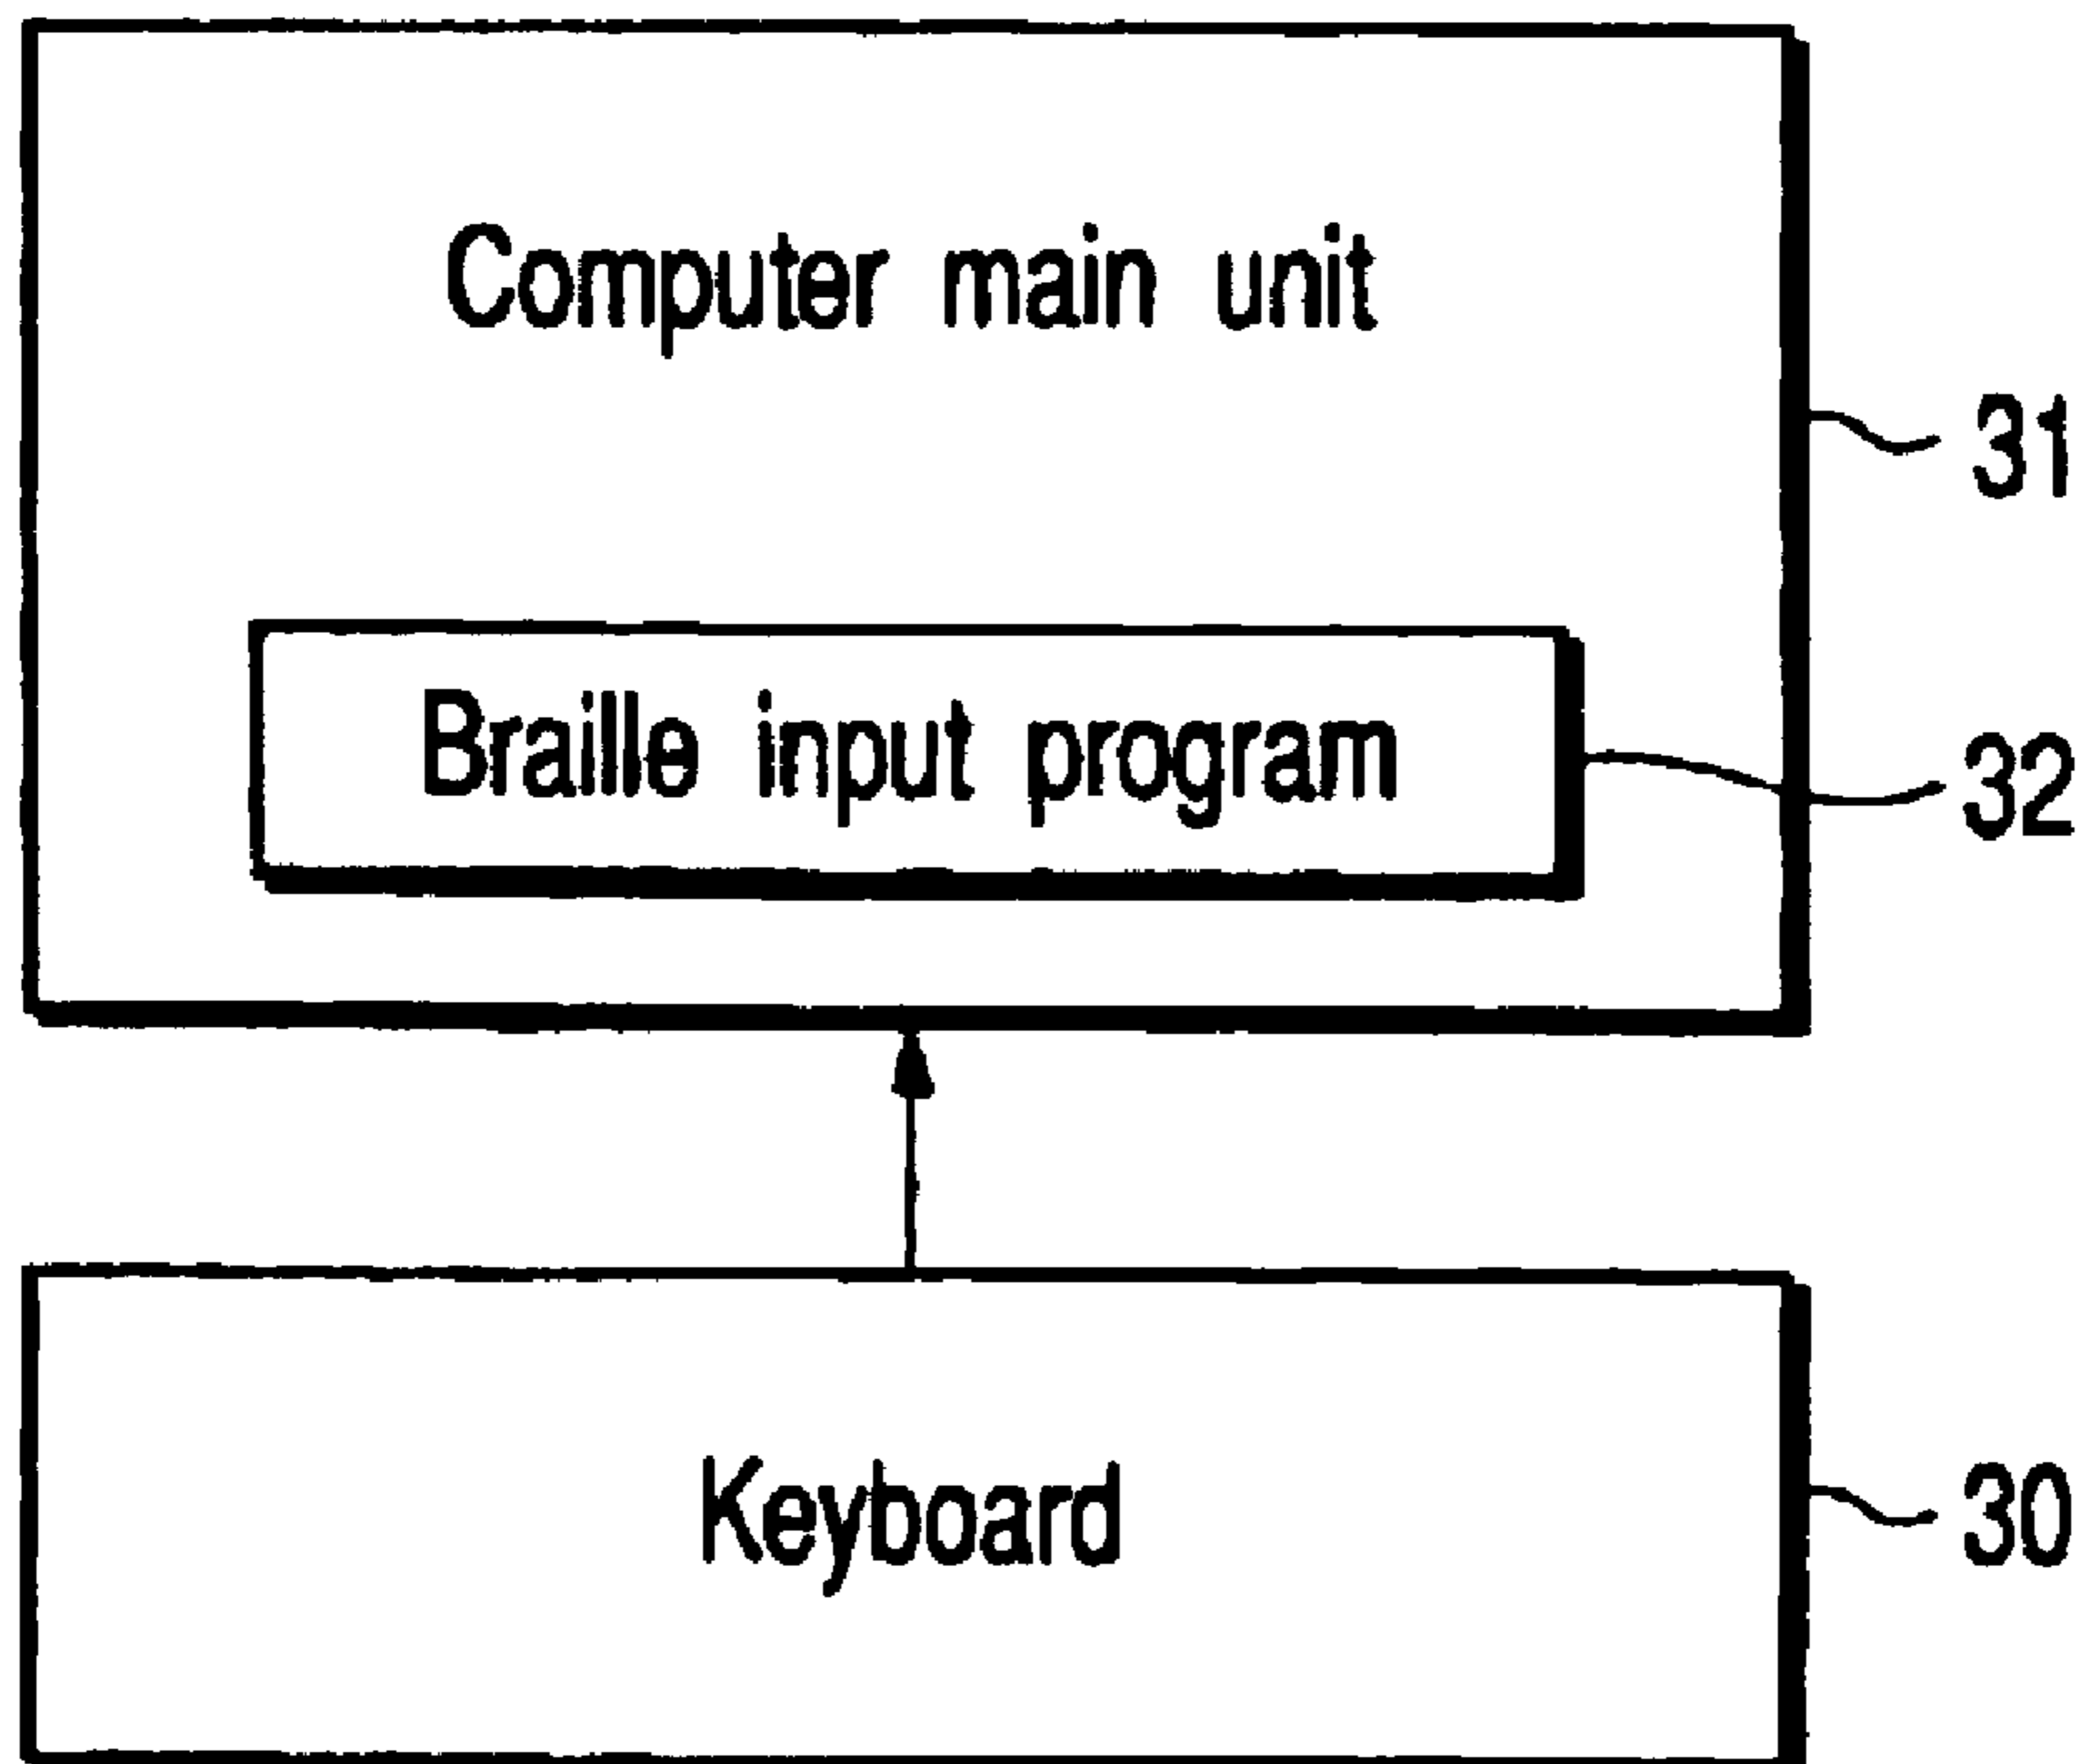 Computer main unit
31
Braille input program
32
Keyboard
30